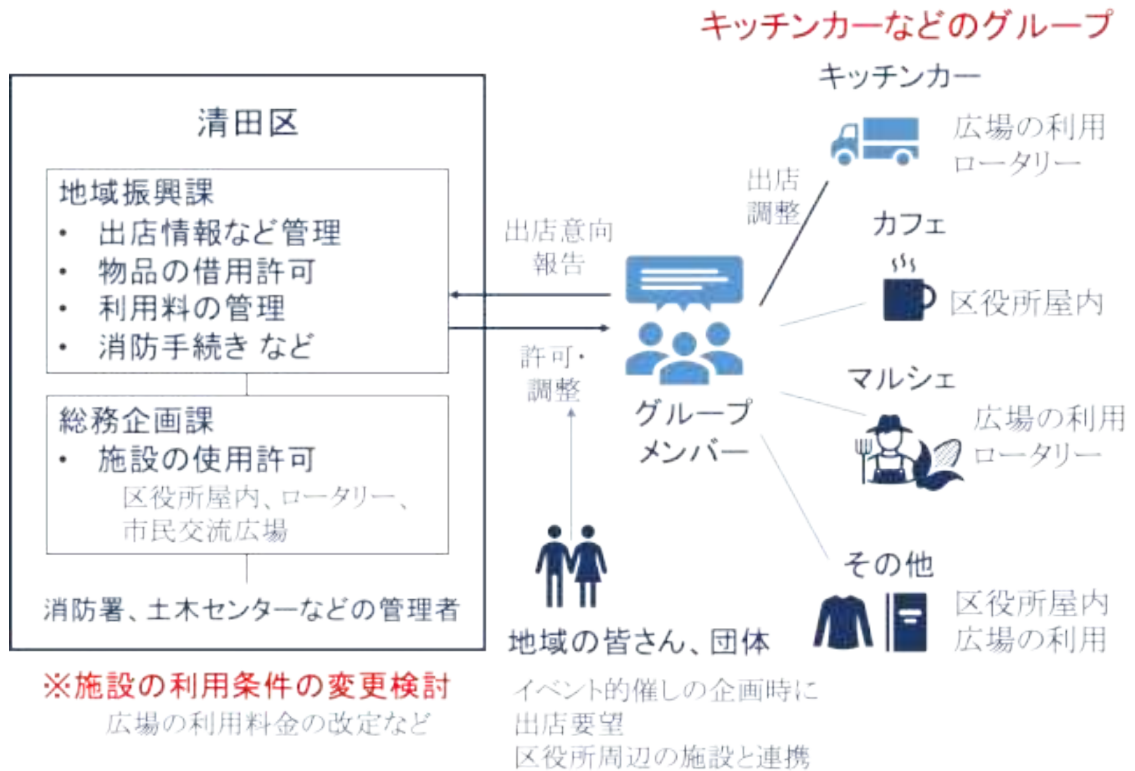 キッチンカーなどのグループ
清田区
地域振興課
• 出店情報など管理
• 物品の借用許可
• 利用料の管理
• 消防手続き など
総務企画課
• 施設の使用許可
区役所屋内、ロータリー、
市民交流広場
消防署、土木センターなどの管理者
※施設の利用条件の変更検討
広場の利用料金の改定など
出店意向
報告
許可・
調整
グループ
メンバー
地域の皆さん、団体
イベント的催しの企画時に
出店要望
区役所周辺の施設と連携
出店
調整
キッチンカー
広場の利用
ロータリー
カフェ
区役所屋内
マルシェ
広場の利用
ロータリー
その他
区役所屋内
広場の利用